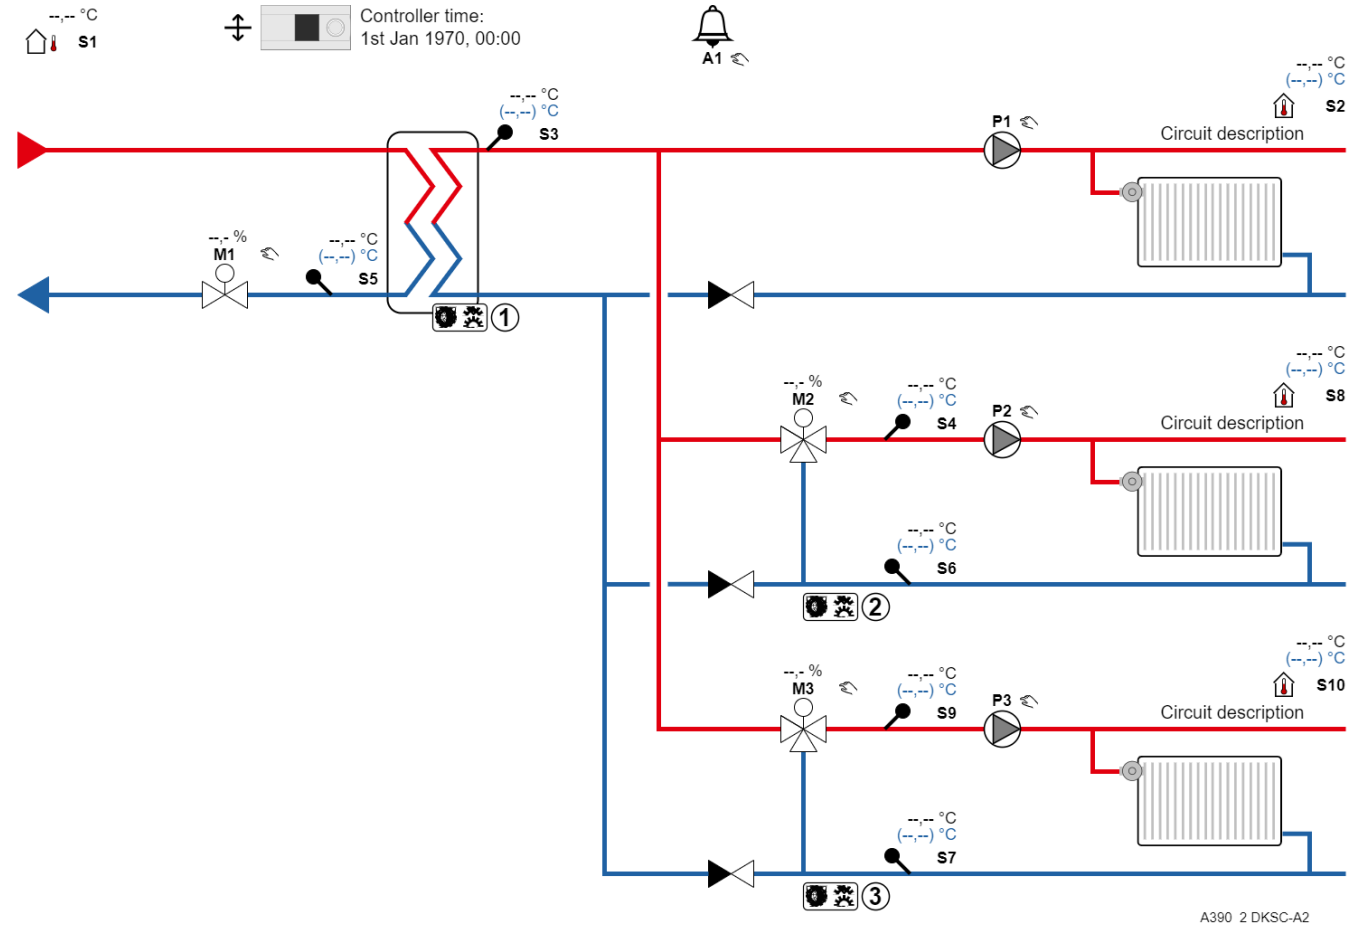 --,-- °C
S1
Controller time:
1st Jan 1970, 00:00
A1
--,-- °C
(--,--) °C
S2
Circuit description
--,-- °C
(--,--) °C
S3
P1
--,- %
M1
--,-- °C
(--,--) °C
S5
1
--,-- °C
(--,--) °C
S8
Circuit description
--,- %
M2
--,-- °C
(--,--) °C
S4
P2
--,-- °C
(--,--) °C
S6
2
--,-- °C
(--,--) °C
S10
Circuit description
--,- %
M3
--,-- °C
(--,--) °C
S9
P3
--,-- °C
(--,--) °C
S7
3
A390 2 DKSC-A2